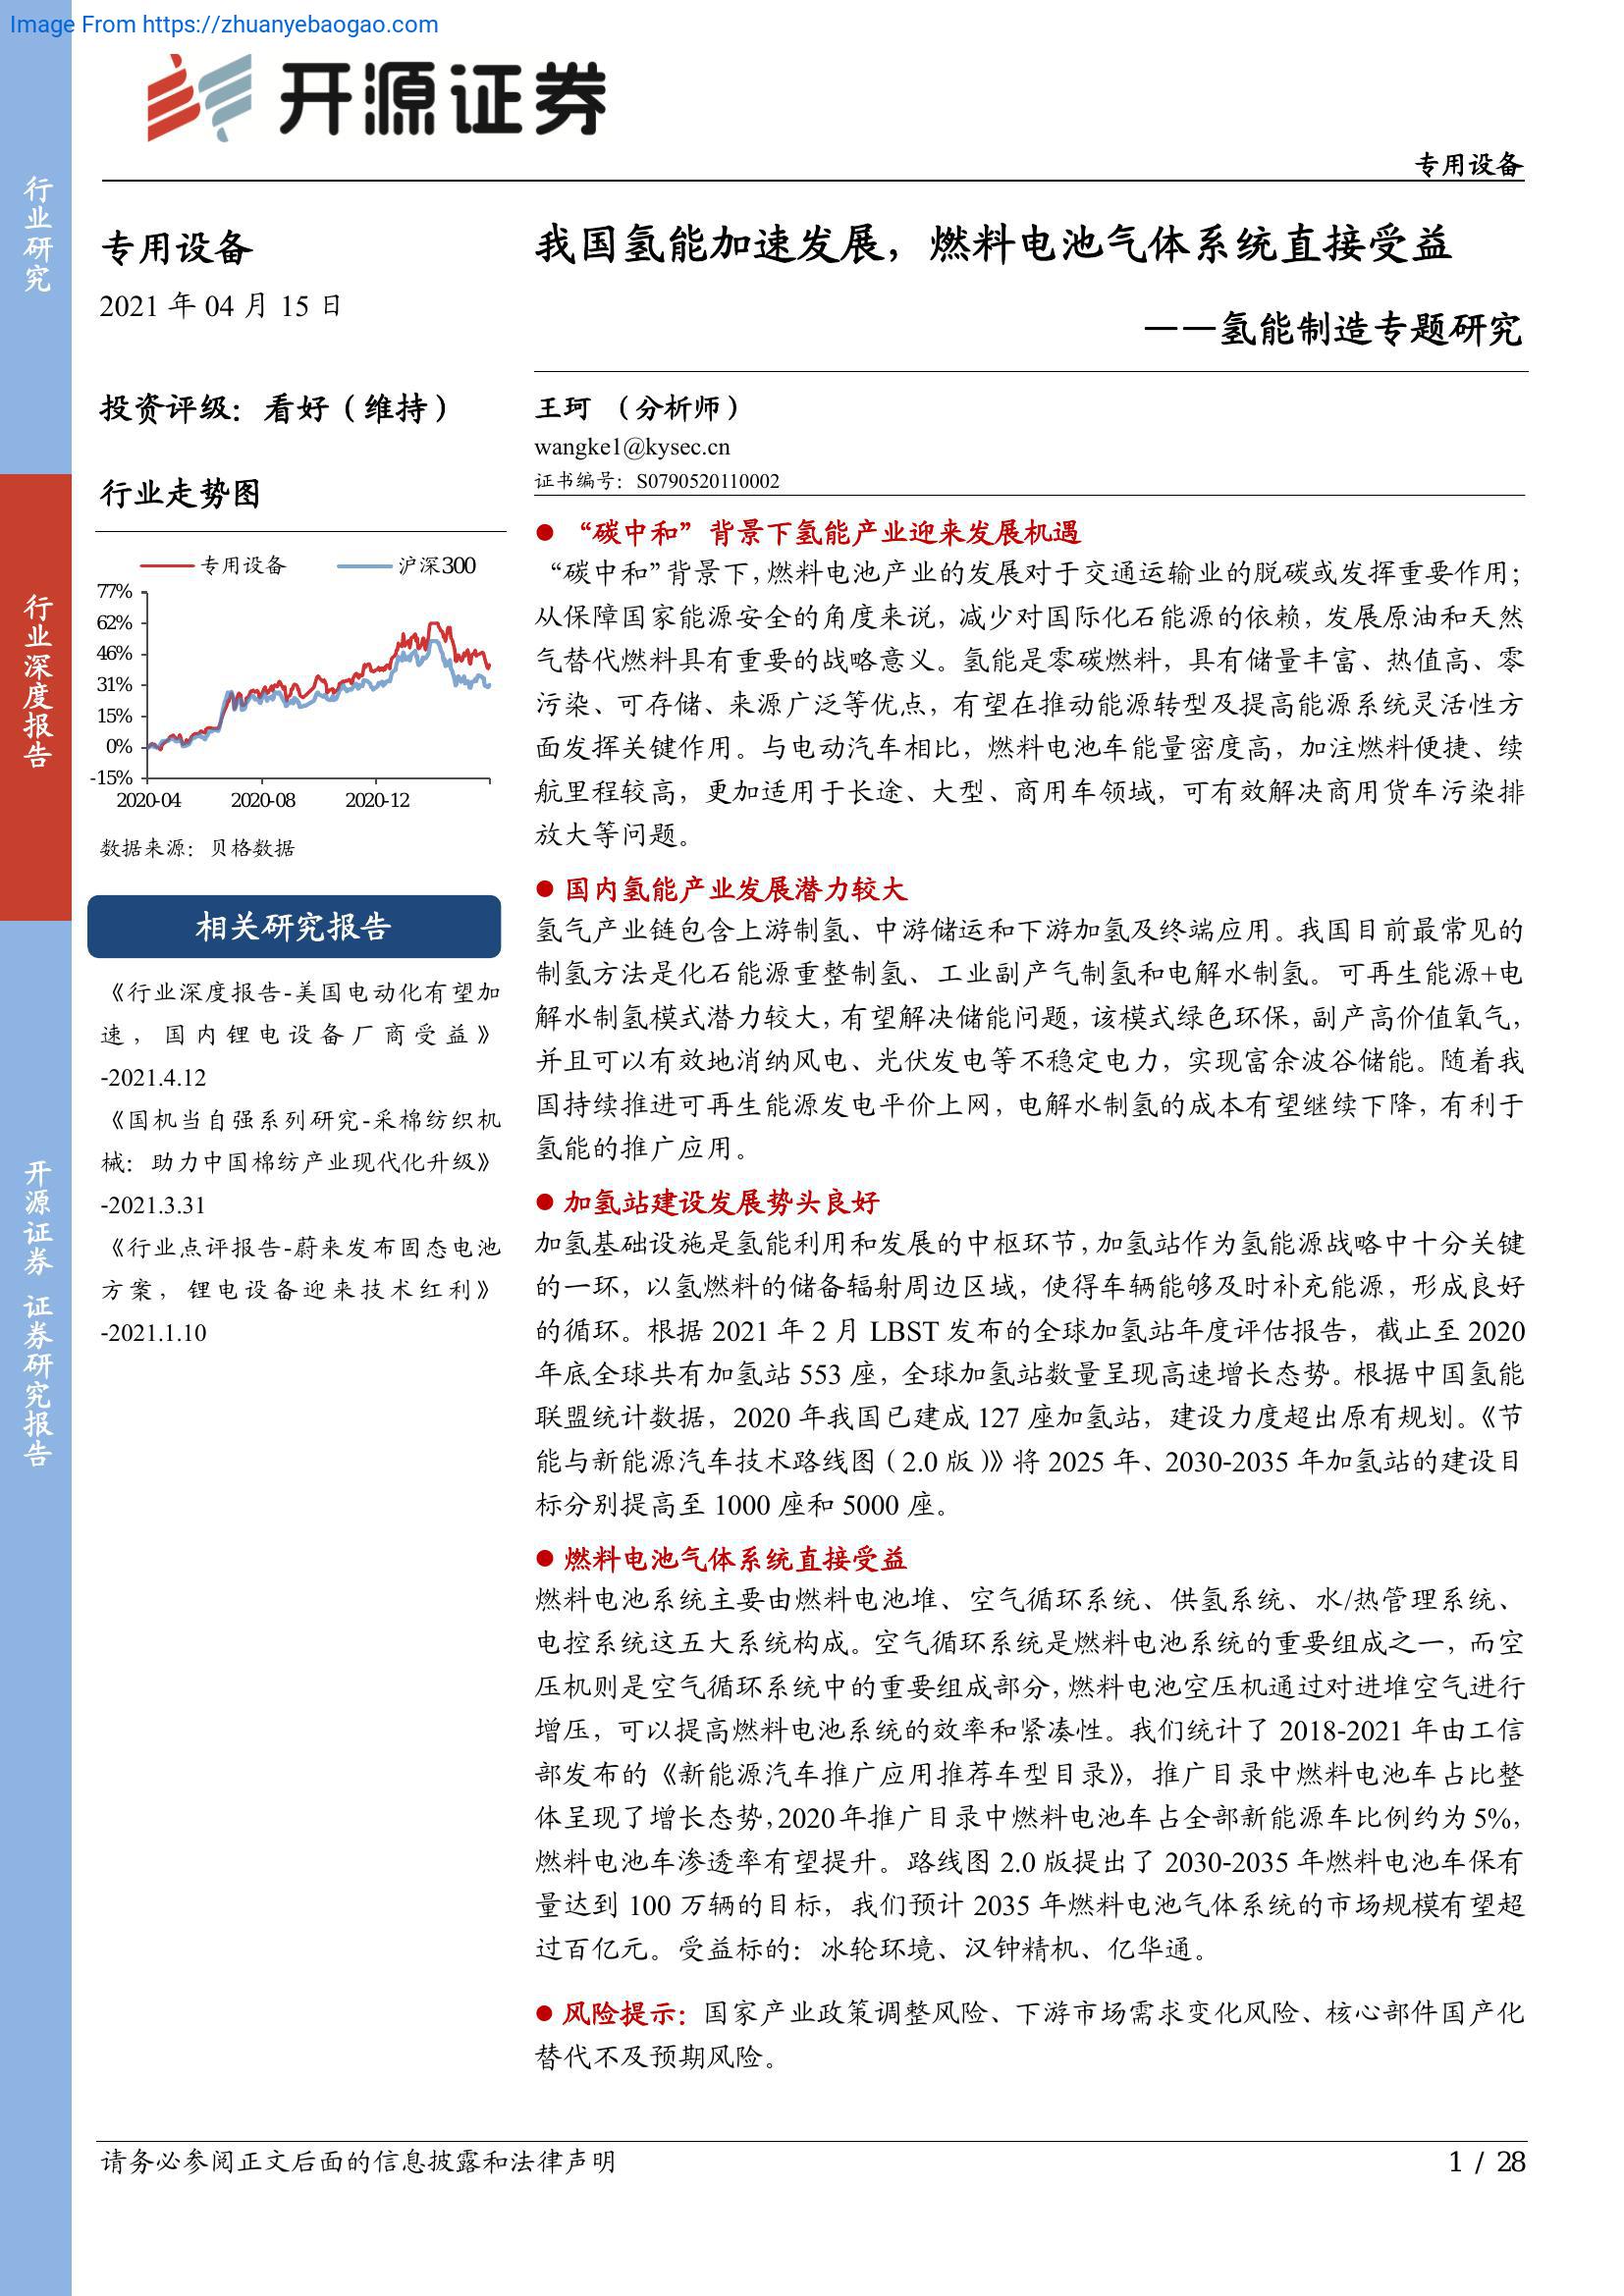 Image From https://zhuanyebaogao.com
开源证券
专用设备
行业研究
行业深度报告
开源证券 证券研究报告
专用设备
2021 年 04 月 15 日
投资评级：看好（维持）
行业走势图
专用设备
沪深300
77%
62%
46%
31%
15%
0%
-15%
2020-04
2020-08
2020-12
数据来源：贝格数据
相关研究报告
《行业深度报告-美国电动化有望加
速，国内锂电设备厂商受益》
-2021.4.12
《国机当自强系列研究-采棉纺织机
械：助力中国棉纺产业现代化升级》
-2021.3.31
《行业点评报告-蔚来发布固态电池
方案，锂电设备迎来技术红利》
-2021.1.10
我国氢能加速发展，燃料电池气体系统直接受益
——氢能制造专题研究
王珂 （分析师）
wangke1@kysec.cn
证书编号：S0790520110002
● “碳中和”背景下氢能产业迎来发展机遇
“碳中和”背景下，燃料电池产业的发展对于交通运输业的脱碳或发挥重要作用；
从保障国家能源安全的角度来说，减少对国际化石能源的依赖，发展原油和天然
气替代燃料具有重要的战略意义。氢能是零碳燃料，具有储量丰富、热值高、零
污染、可存储、来源广泛等优点，有望在推动能源转型及提高能源系统灵活性方
面发挥关键作用。与电动汽车相比，燃料电池车能量密度高，加注燃料便捷、续
航里程较高，更加适用于长途、大型、商用车领域，可有效解决商用货车污染排
放大等问题。
● 国内氢能产业发展潜力较大
氢气产业链包含上游制氢、中游储运和下游加氢及终端应用。我国目前最常见的
制氢方法是化石能源重整制氢、工业副产气制氢和电解水制氢。可再生能源+电
解水制氢模式潜力较大，有望解决储能问题，该模式绿色环保，副产高价值氧气，
并且可以有效地消纳风电、光伏发电等不稳定电力，实现富余波谷储能。随着我
国持续推进可再生能源发电平价上网，电解水制氢的成本有望继续下降，有利于
氢能的推广应用。
● 加氢站建设发展势头良好
加氢基础设施是氢能利用和发展的中枢环节，加氢站作为氢能源战略中十分关键
的一环，以氢燃料的储备辐射周边区域，使得车辆能够及时补充能源，形成良好
的循环。根据 2021 年 2 月 LBST 发布的全球加氢站年度评估报告，截止至 2020
年底全球共有加氢站 553 座，全球加氢站数量呈现高速增长态势。根据中国氢能
联盟统计数据，2020 年我国已建成 127 座加氢站，建设力度超出原有规划。《节
能与新能源汽车技术路线图（2.0 版）》将 2025 年、2030-2035 年加氢站的建设目
标分别提高至 1000 座和 5000 座。
● 燃料电池气体系统直接受益
燃料电池系统主要由燃料电池堆、空气循环系统、供氢系统、水/热管理系统、
电控系统这五大系统构成。空气循环系统是燃料电池系统的重要组成之一，而空
压机则是空气循环系统中的重要组成部分，燃料电池空压机通过对进堆空气进行
增压，可以提高燃料电池系统的效率和紧凑性。我们统计了 2018-2021 年由工信
部发布的《新能源汽车推广应用推荐车型目录》，推广目录中燃料电池车占比整
体呈现了增长态势，2020 年推广目录中燃料电池车占全部新能源车比例约为 5%，
燃料电池车渗透率有望提升。路线图 2.0 版提出了 2030-2035 年燃料电池车保有
量达到 100 万辆的目标，我们预计 2035 年燃料电池气体系统的市场规模有望超
过百亿元。受益标的：冰轮环境、汉钟精机、亿华通。
● 风险提示：国家产业政策调整风险、下游市场需求变化风险、核心部件国产化
替代不及预期风险。
请务必参阅正文后面的信息披露和法律声明
1 / 28